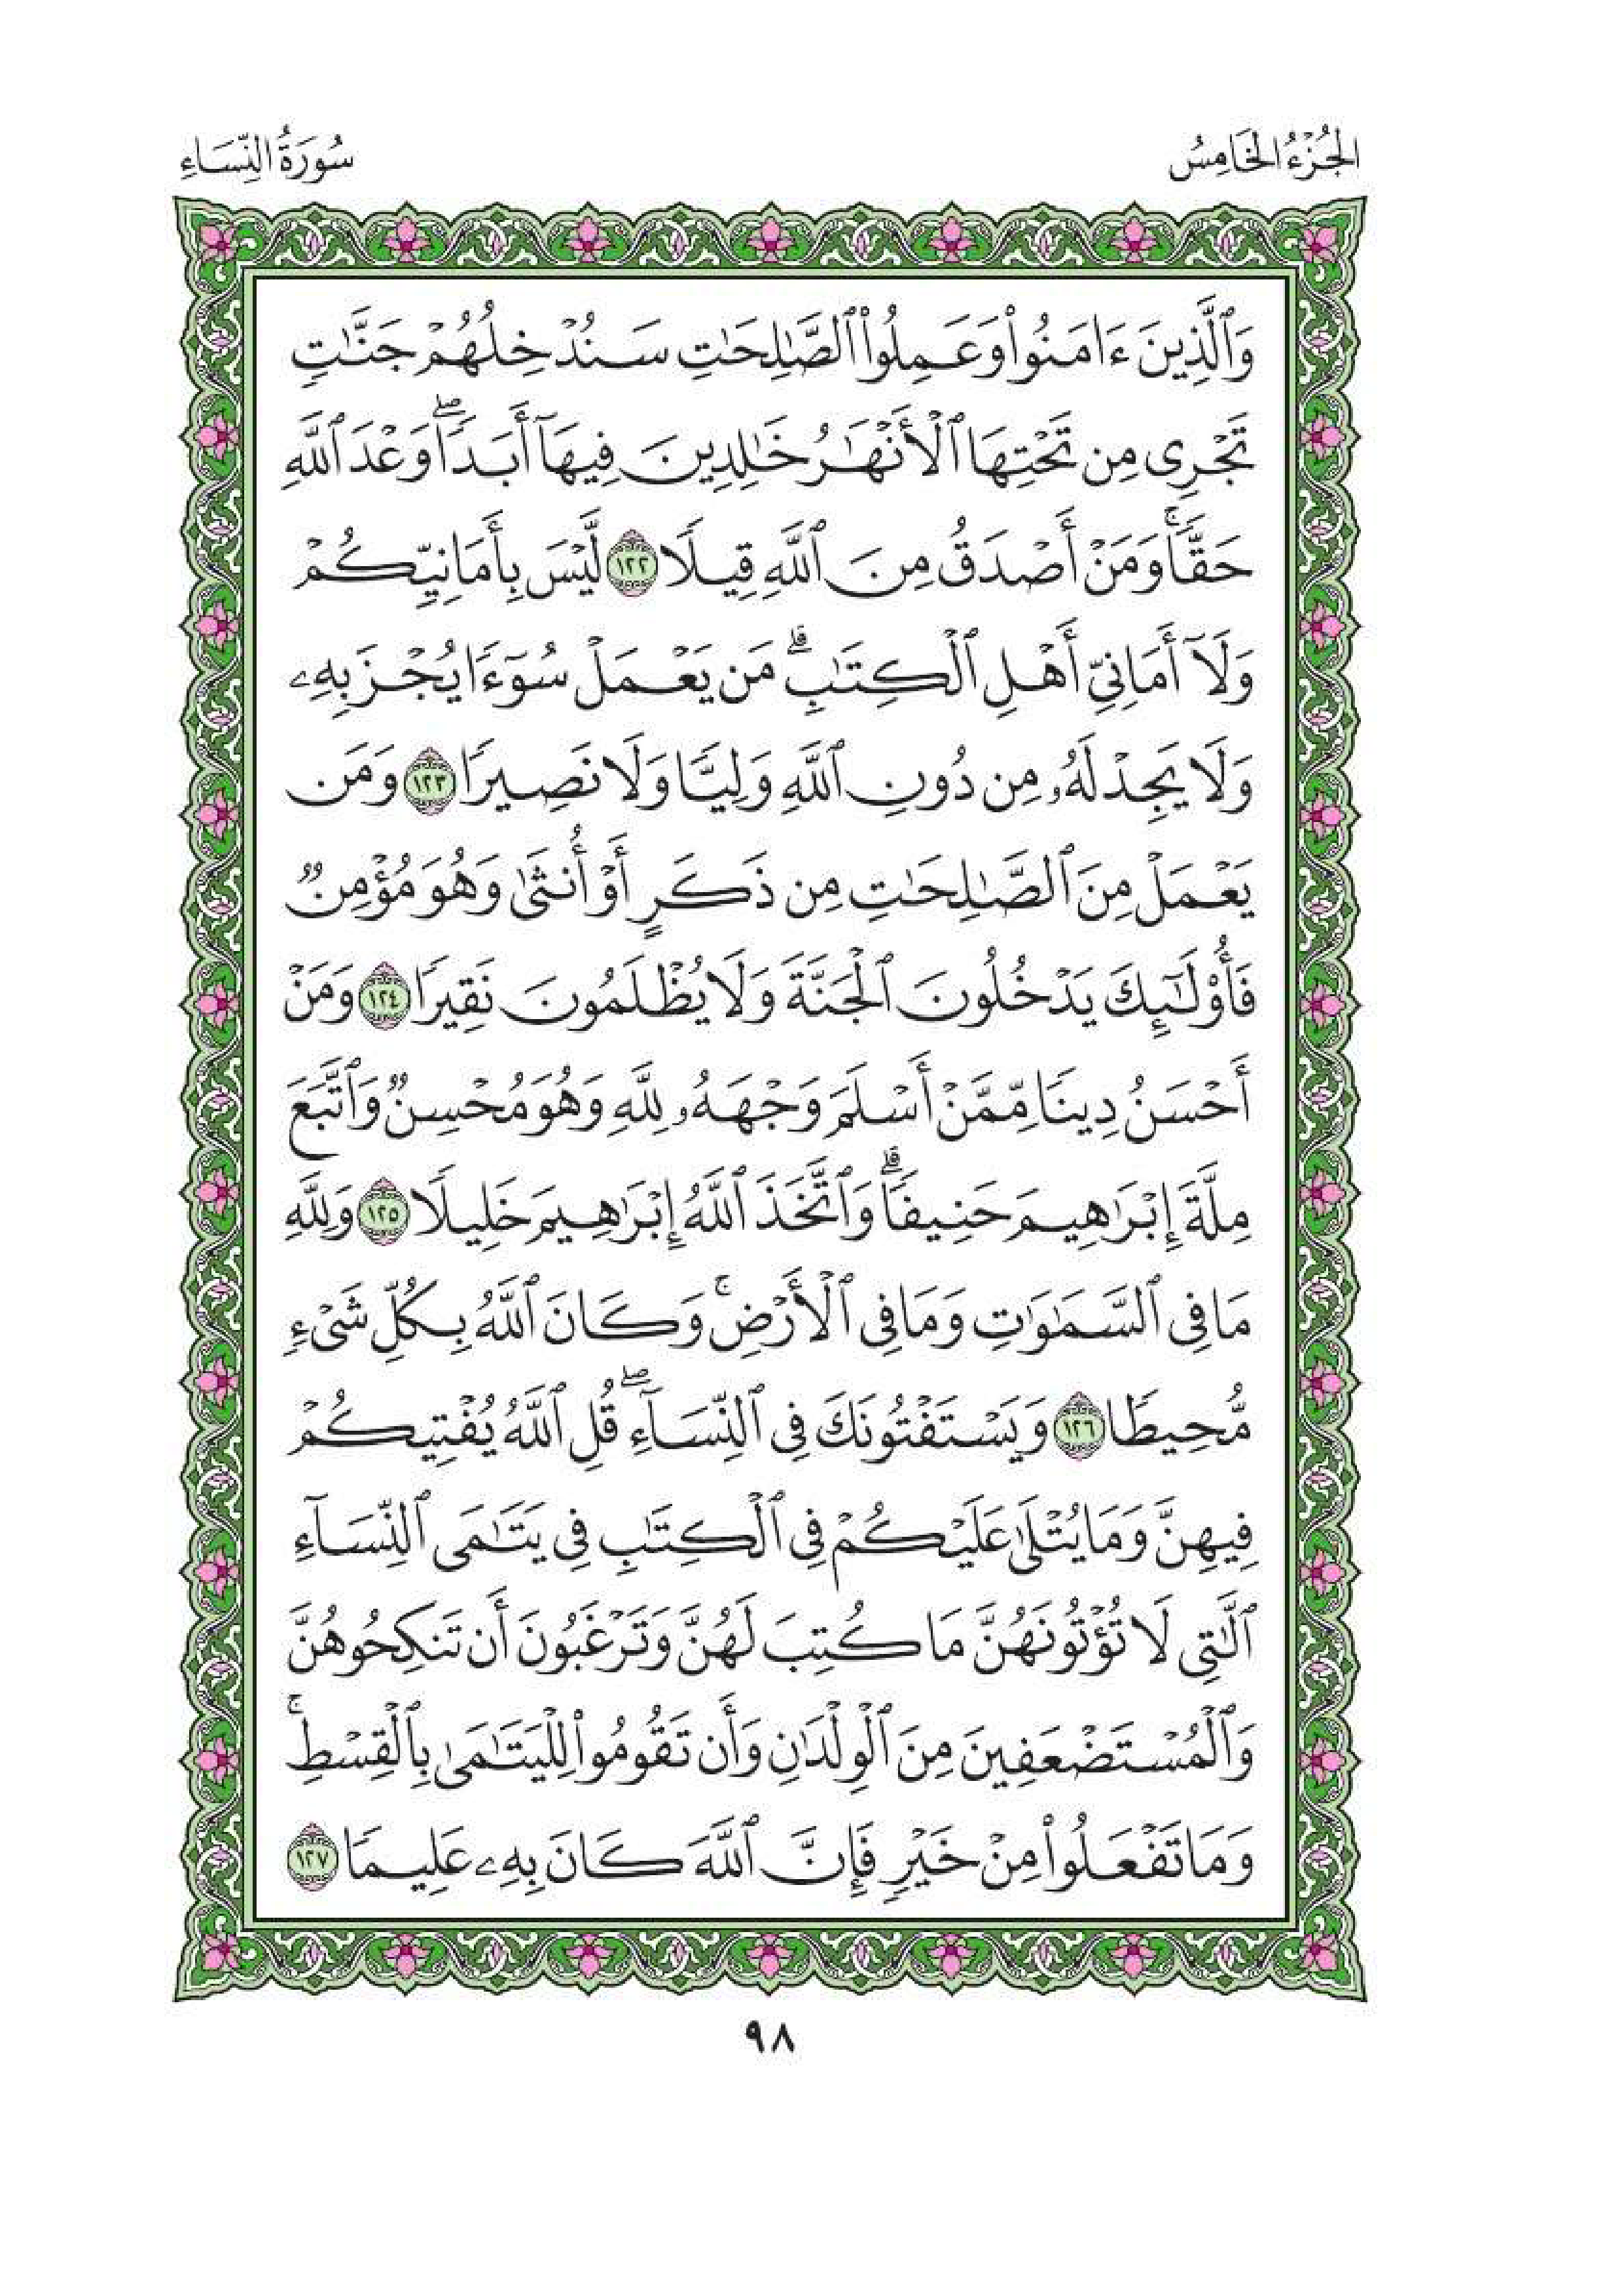 الجُزْءُ الخَامِسُ
سُورَةُ النِّسَاءِ
وَٱلَّذِينَ ءَامَنُوا۟ وَعَمِلُوا۟ ٱلصَّٰلِحَٰتِ سَنُدْخِلُهُمْ جَنَّٰتٍ
تَجْرِى مِن تَحْتِهَا ٱلْأَنْهَٰرُ خَٰلِدِينَ فِيهَآ أَبَدًا ۖ وَعْدَ ٱللَّهِ
حَقًّا ۚ وَمَنْ أَصْدَقُ مِنَ ٱللَّهِ قِيلًا ١٢٢ لَّيْسَ بِأَمَانِيِّكُمْ
وَلَآ أَمَانِىِّ أَهْلِ ٱلْكِتَٰبِ ۗ مَن يَعْمَلْ سُوٓءًا يُجْزَ بِهِۦ
وَلَا يَجِدْ لَهُۥ مِن دُونِ ٱللَّهِ وَلِيًّا وَلَا نَصِيرًا ١٢٣ وَمَن
يَعْمَلْ مِنَ ٱلصَّٰلِحَٰتِ مِن ذَكَرٍ أَوْ أُنثَىٰ وَهُوَ مُؤْمِنٌ
فَأُو۟لَٰٓئِكَ يَدْخُلُونَ ٱلْجَنَّةَ وَلَا يُظْلَمُونَ نَقِيرًا ١٢٤ وَمَنْ
أَحْسَنُ دِينًا مِّمَّنْ أَسْلَمَ وَجْهَهُۥ لِلَّهِ وَهُوَ مُحْسِنٌ وَٱتَّبَعَ
مِلَّةَ إِبْرَٰهِيمَ حَنِيفًا ۗ وَٱتَّخَذَ ٱللَّهُ إِبْرَٰهِيمَ خَلِيلًا ١٢٥ وَلِلَّهِ
مَا فِى ٱلسَّمَٰوَٰتِ وَمَا فِى ٱلْأَرْضِ ۚ وَكَانَ ٱللَّهُ بِكُلِّ شَىْءٍ
مُّحِيطًا ١٢٦ وَيَسْتَفْتُونَكَ فِى ٱلنِّسَآءِ ۖ قُلِ ٱللَّهُ يُفْتِيكُمْ
فِيهِنَّ وَمَا يُتْلَىٰ عَلَيْكُمْ فِى ٱلْكِتَٰبِ فِى يَتَٰمَى ٱلنِّسَآءِ
ٱلَّٰتِى لَا تُؤْتُونَهُنَّ مَا كُتِبَ لَهُنَّ وَتَرْغَبُونَ أَن تَنكِحُوهُنَّ
وَٱلْمُسْتَضْعَفِينَ مِنَ ٱلْوِلْدَٰنِ وَأَن تَقُومُوا۟ لِلْيَتَٰمَىٰ بِٱلْقِسْطِ ۚ
وَمَا تَفْعَلُوا۟ مِنْ خَيْرٍ فَإِنَّ ٱللَّهَ كَانَ بِهِۦ عَلِيمًا ١٢٧
٩٨